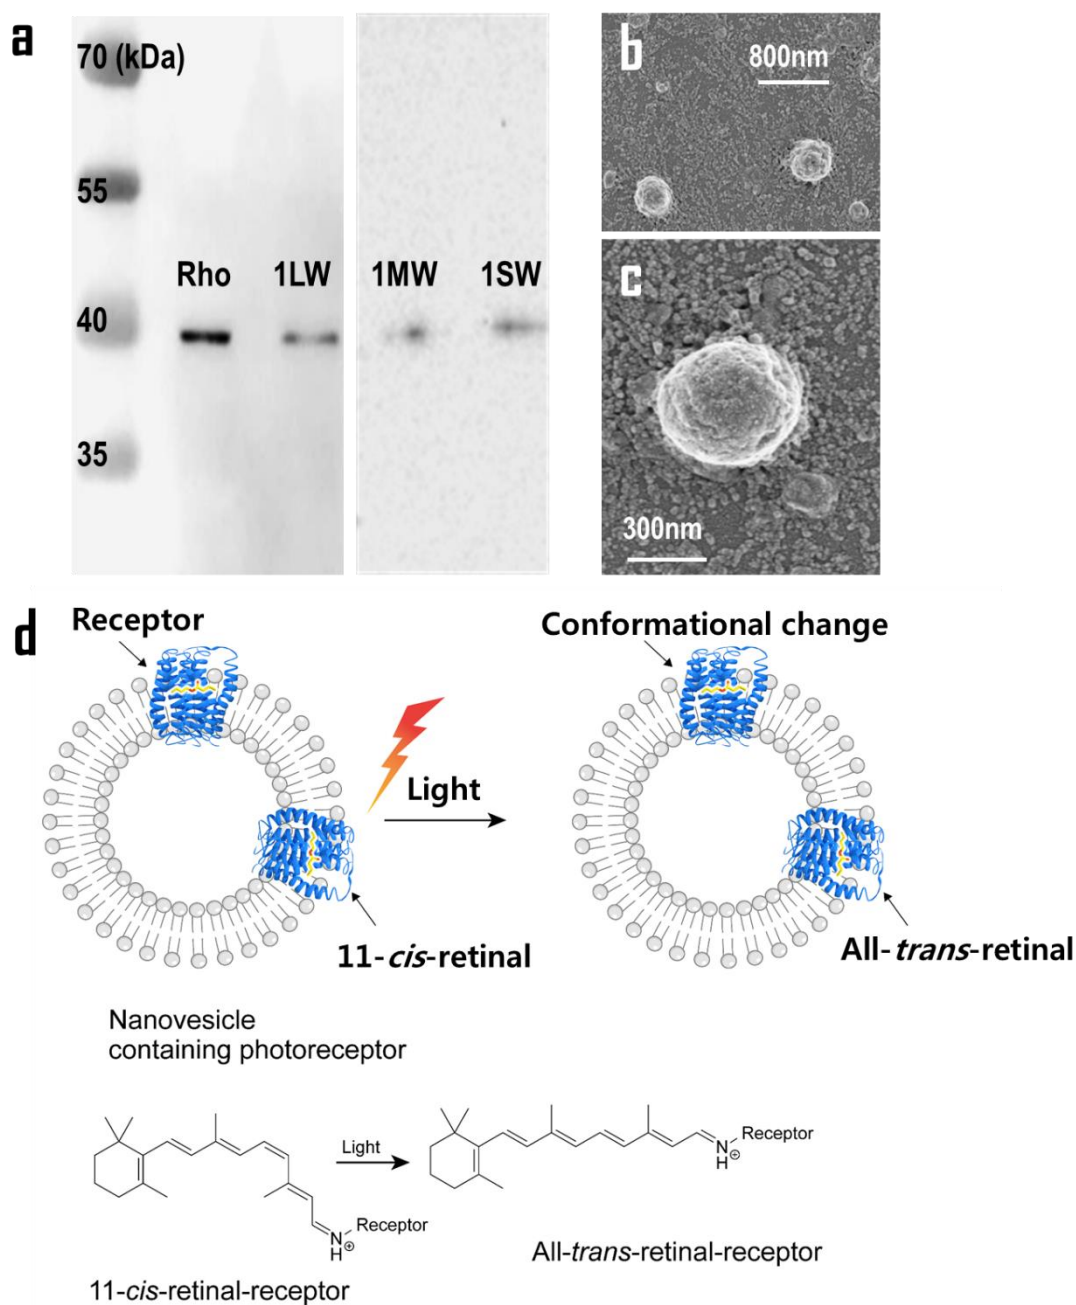 a
70 (kDa)
55
40
35
Rho
1LW
1MW
1SW
b
800nm
c
300nm
d
Receptor
Light
11-cis-retinal
Conformational change
All-trans-retinal
Nanovesicle
containing photoreceptor
Receptor
N
H
⊕
11-cis-retinal-receptor
Light
Receptor
N
H
⊕
All-trans-retinal-receptor